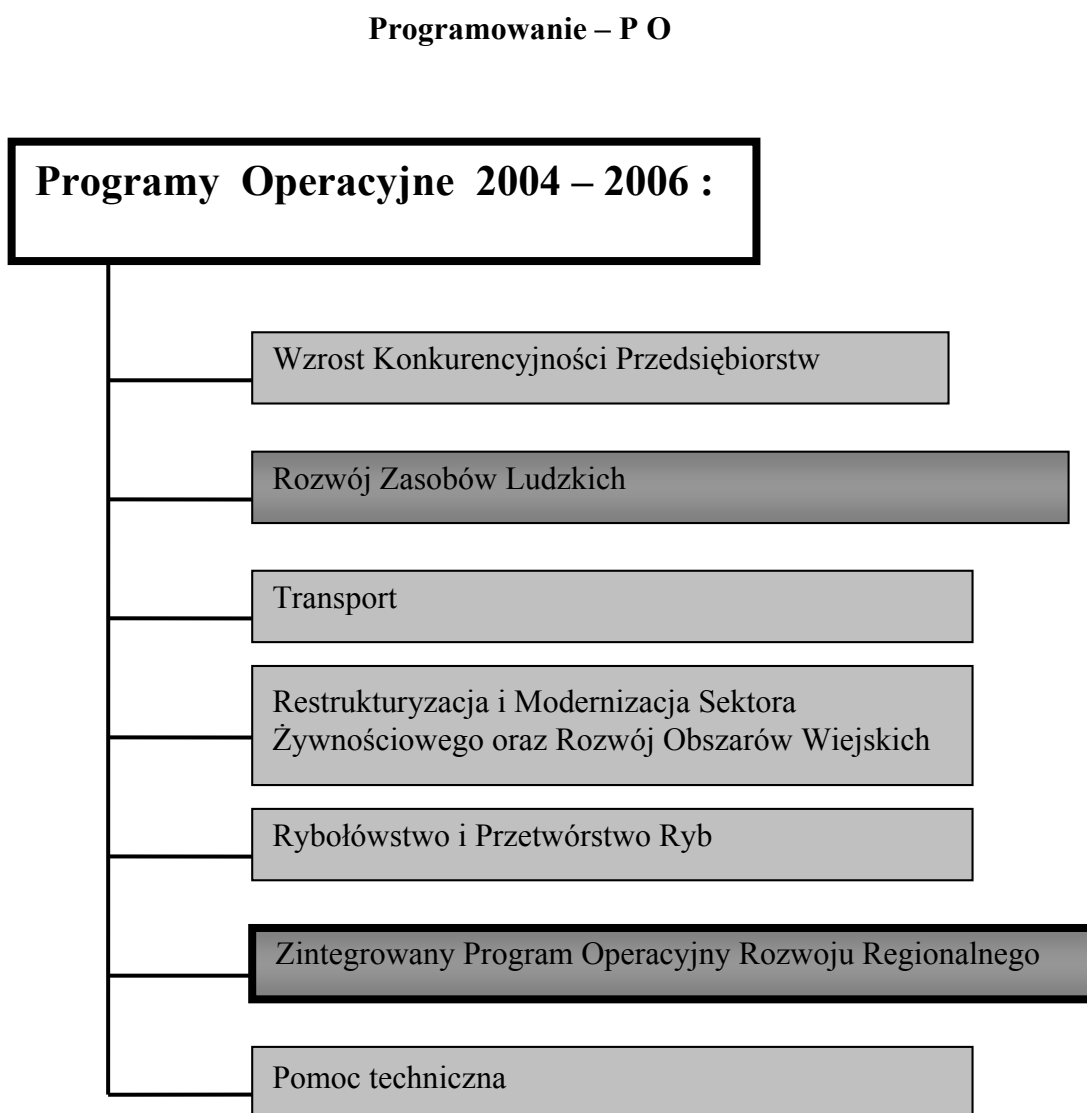 Programowanie – P O
Programy Operacyjne 2004 – 2006 :
Wzrost Konkurencyjności Przedsiębiorstw
Rozwój Zasobów Ludzkich
Transport
Restrukturyzacja i Modernizacja Sektora
Żywnościowego oraz Rozwój Obszarów Wiejskich
Rybołówstwo i Przetwórstwo Ryb
Zintegrowany Program Operacyjny Rozwoju Regionalnego
Pomoc techniczna